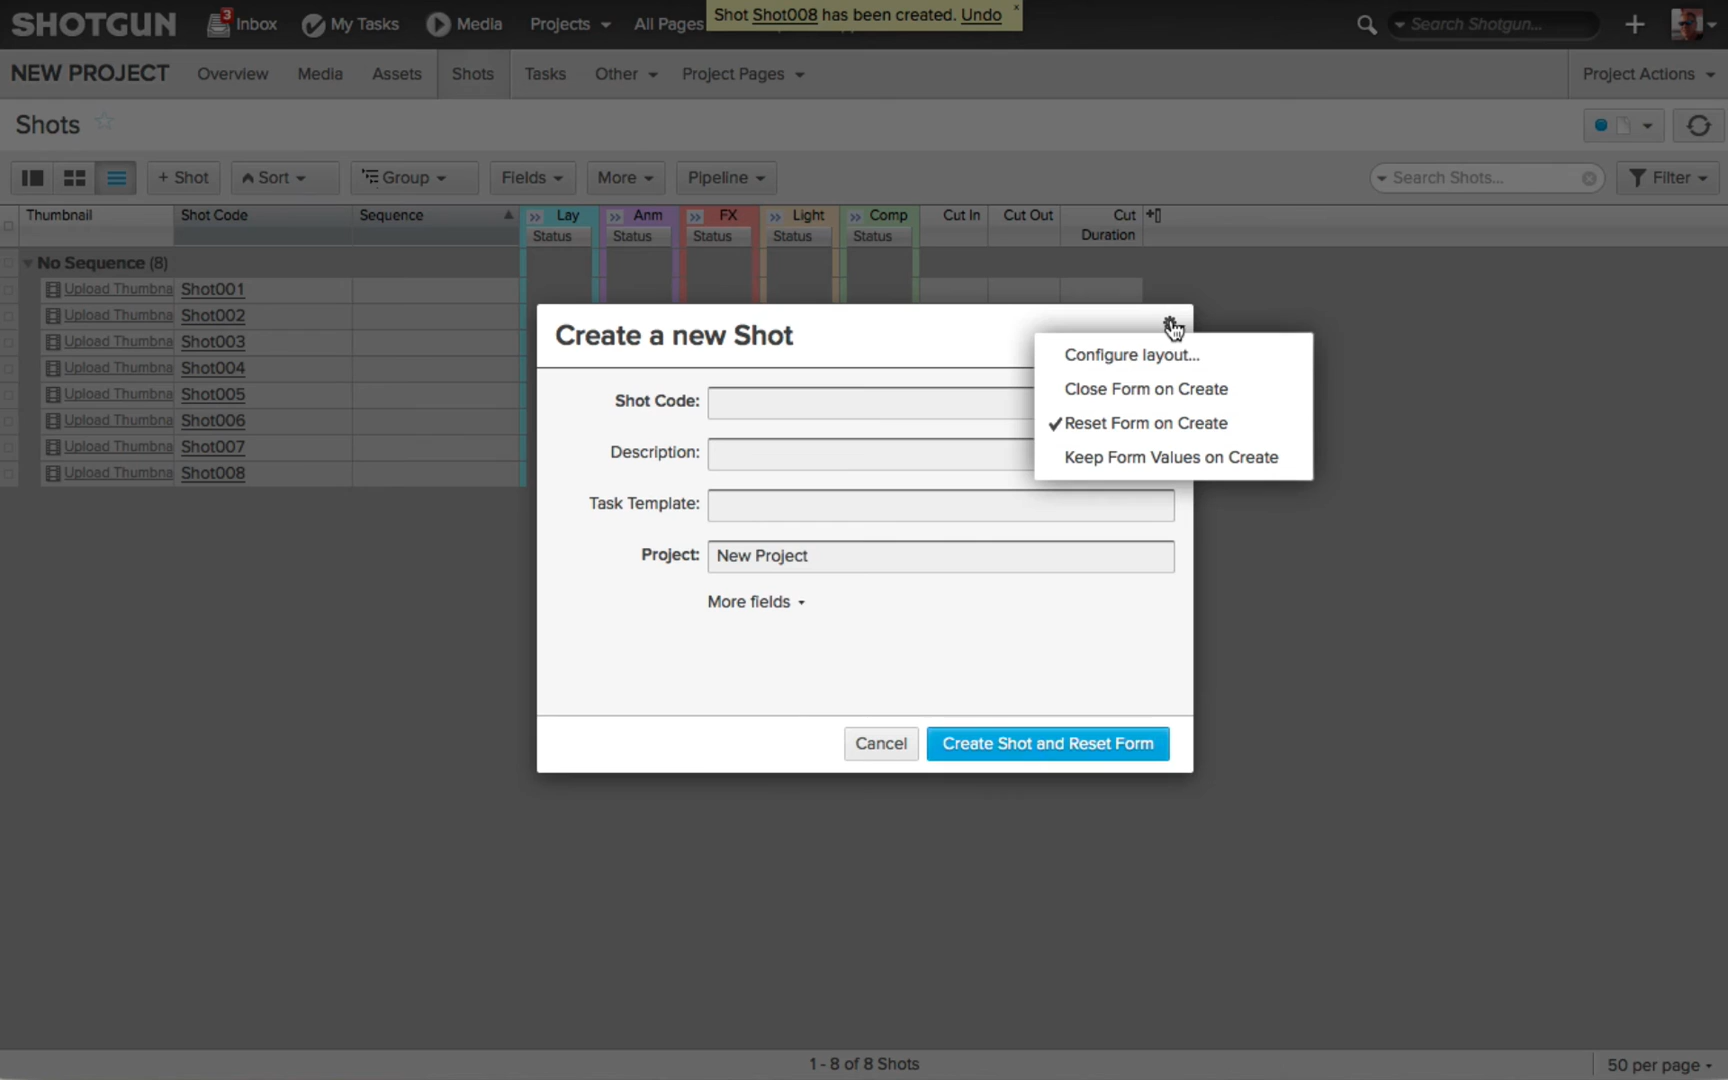 SHOTGUN 3 Inbox My Tasks Media Projects All Pages Shot Shot008 has been created. Undo × Search Shotgun...
NEW PROJECT Overview Media Assets Shots Tasks Other Project Pages Project Actions
Shots
+ Shot Sort Group Fields More Pipeline Search Shots... Filter
Thumbnail Shot Code Sequence Lay Anm FX Light Comp Cut In Cut Out Cut
Status Status Status Status Status Duration
No Sequence (8)
Upload Thumbna Shot001
Upload Thumbna Shot002
Upload Thumbna Shot003
Upload Thumbna Shot004
Upload Thumbna Shot005
Upload Thumbna Shot006
Upload Thumbna Shot007
Upload Thumbna Shot008
Create a new Shot
Configure layout...
Close Form on Create
Reset Form on Create
Keep Form Values on Create
Shot Code:
Description:
Task Template:
Project: New Project
More fields
Cancel Create Shot and Reset Form
1 - 8 of 8 Shots 50 per page